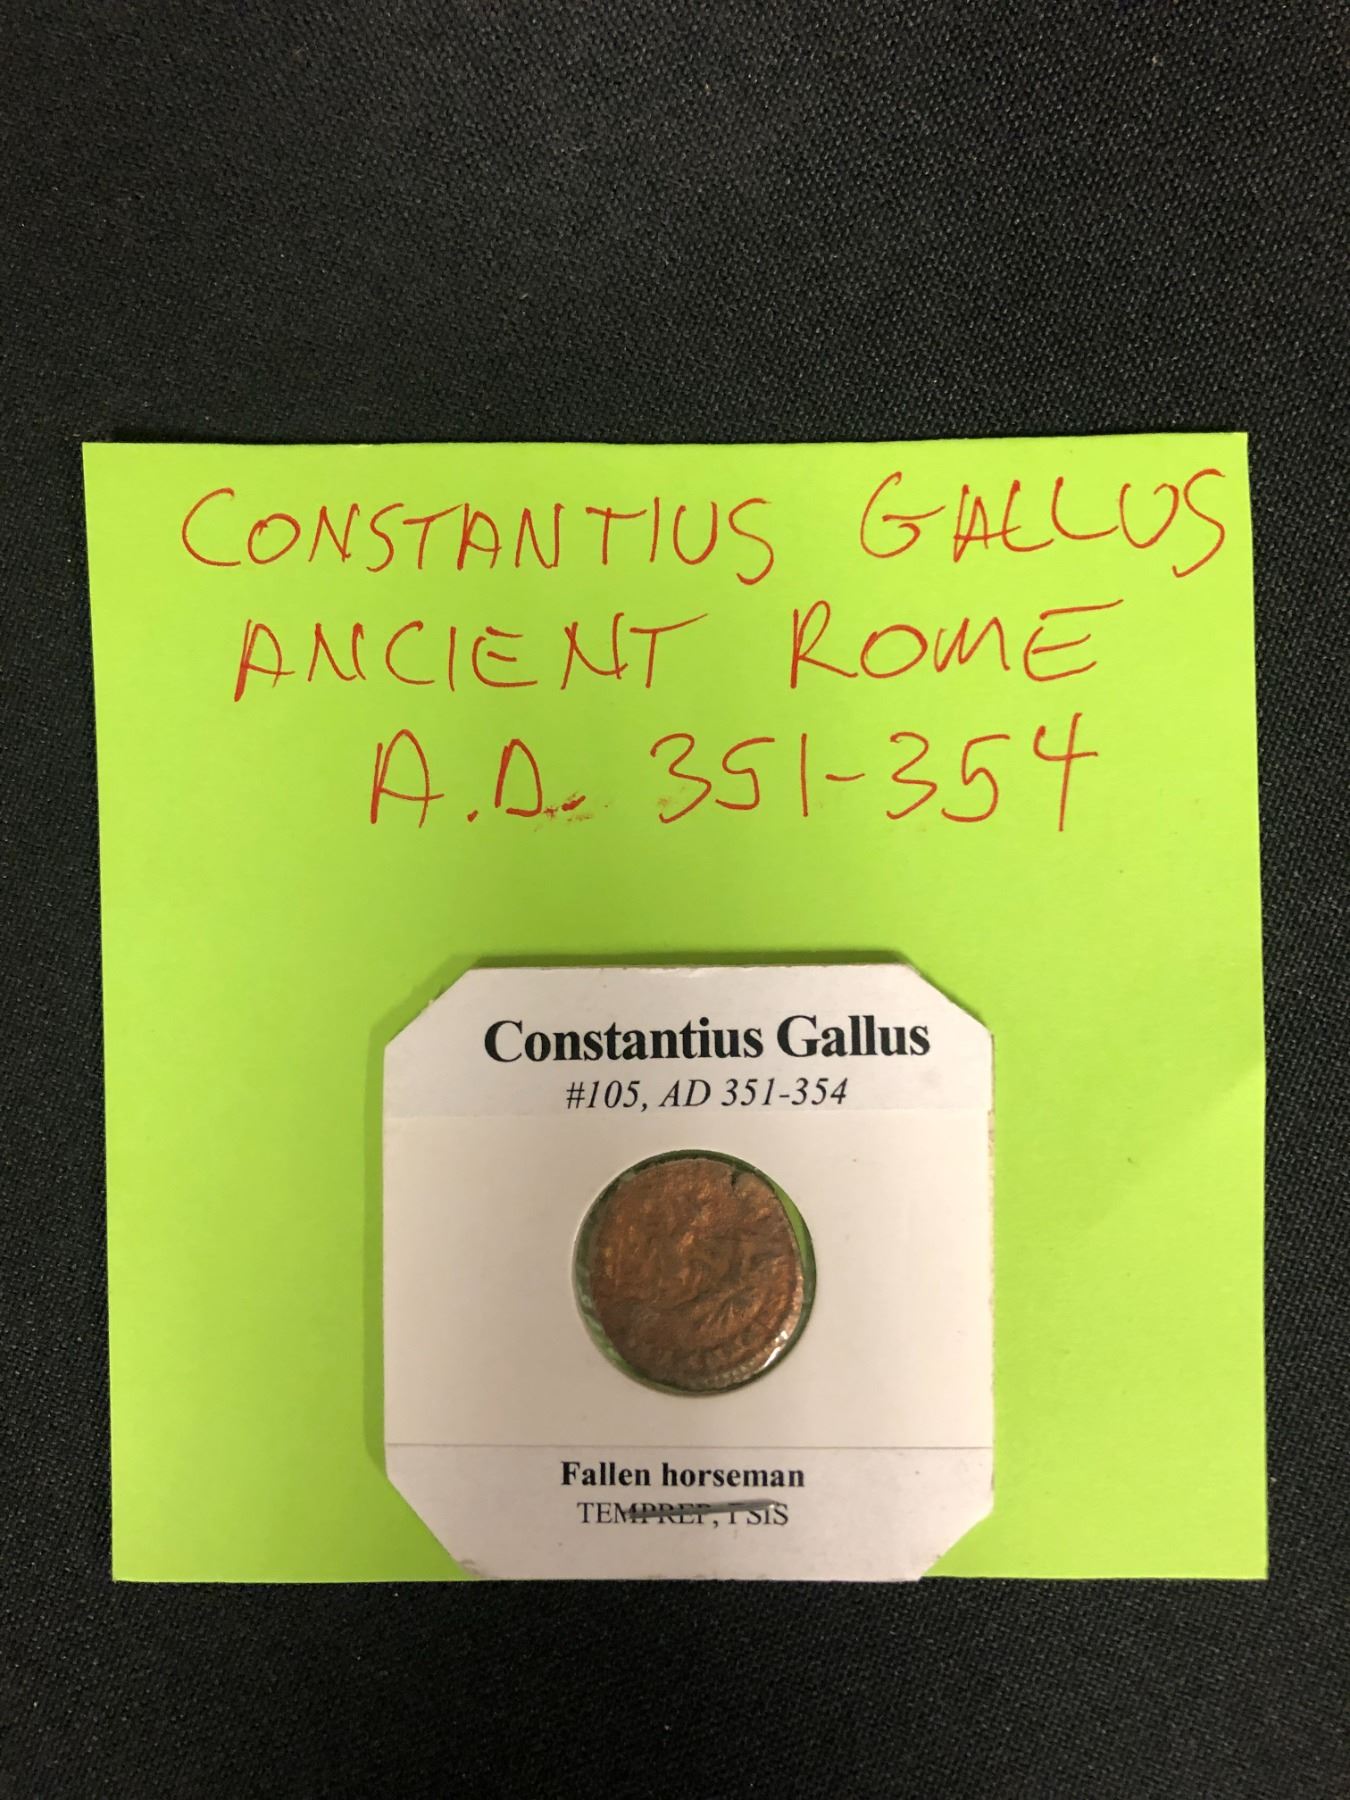 CONSTANTIUS GALLUS
ANCIENT ROME
A.D. 351-354
Constantius Gallus
#105, AD 351-354
Fallen horseman